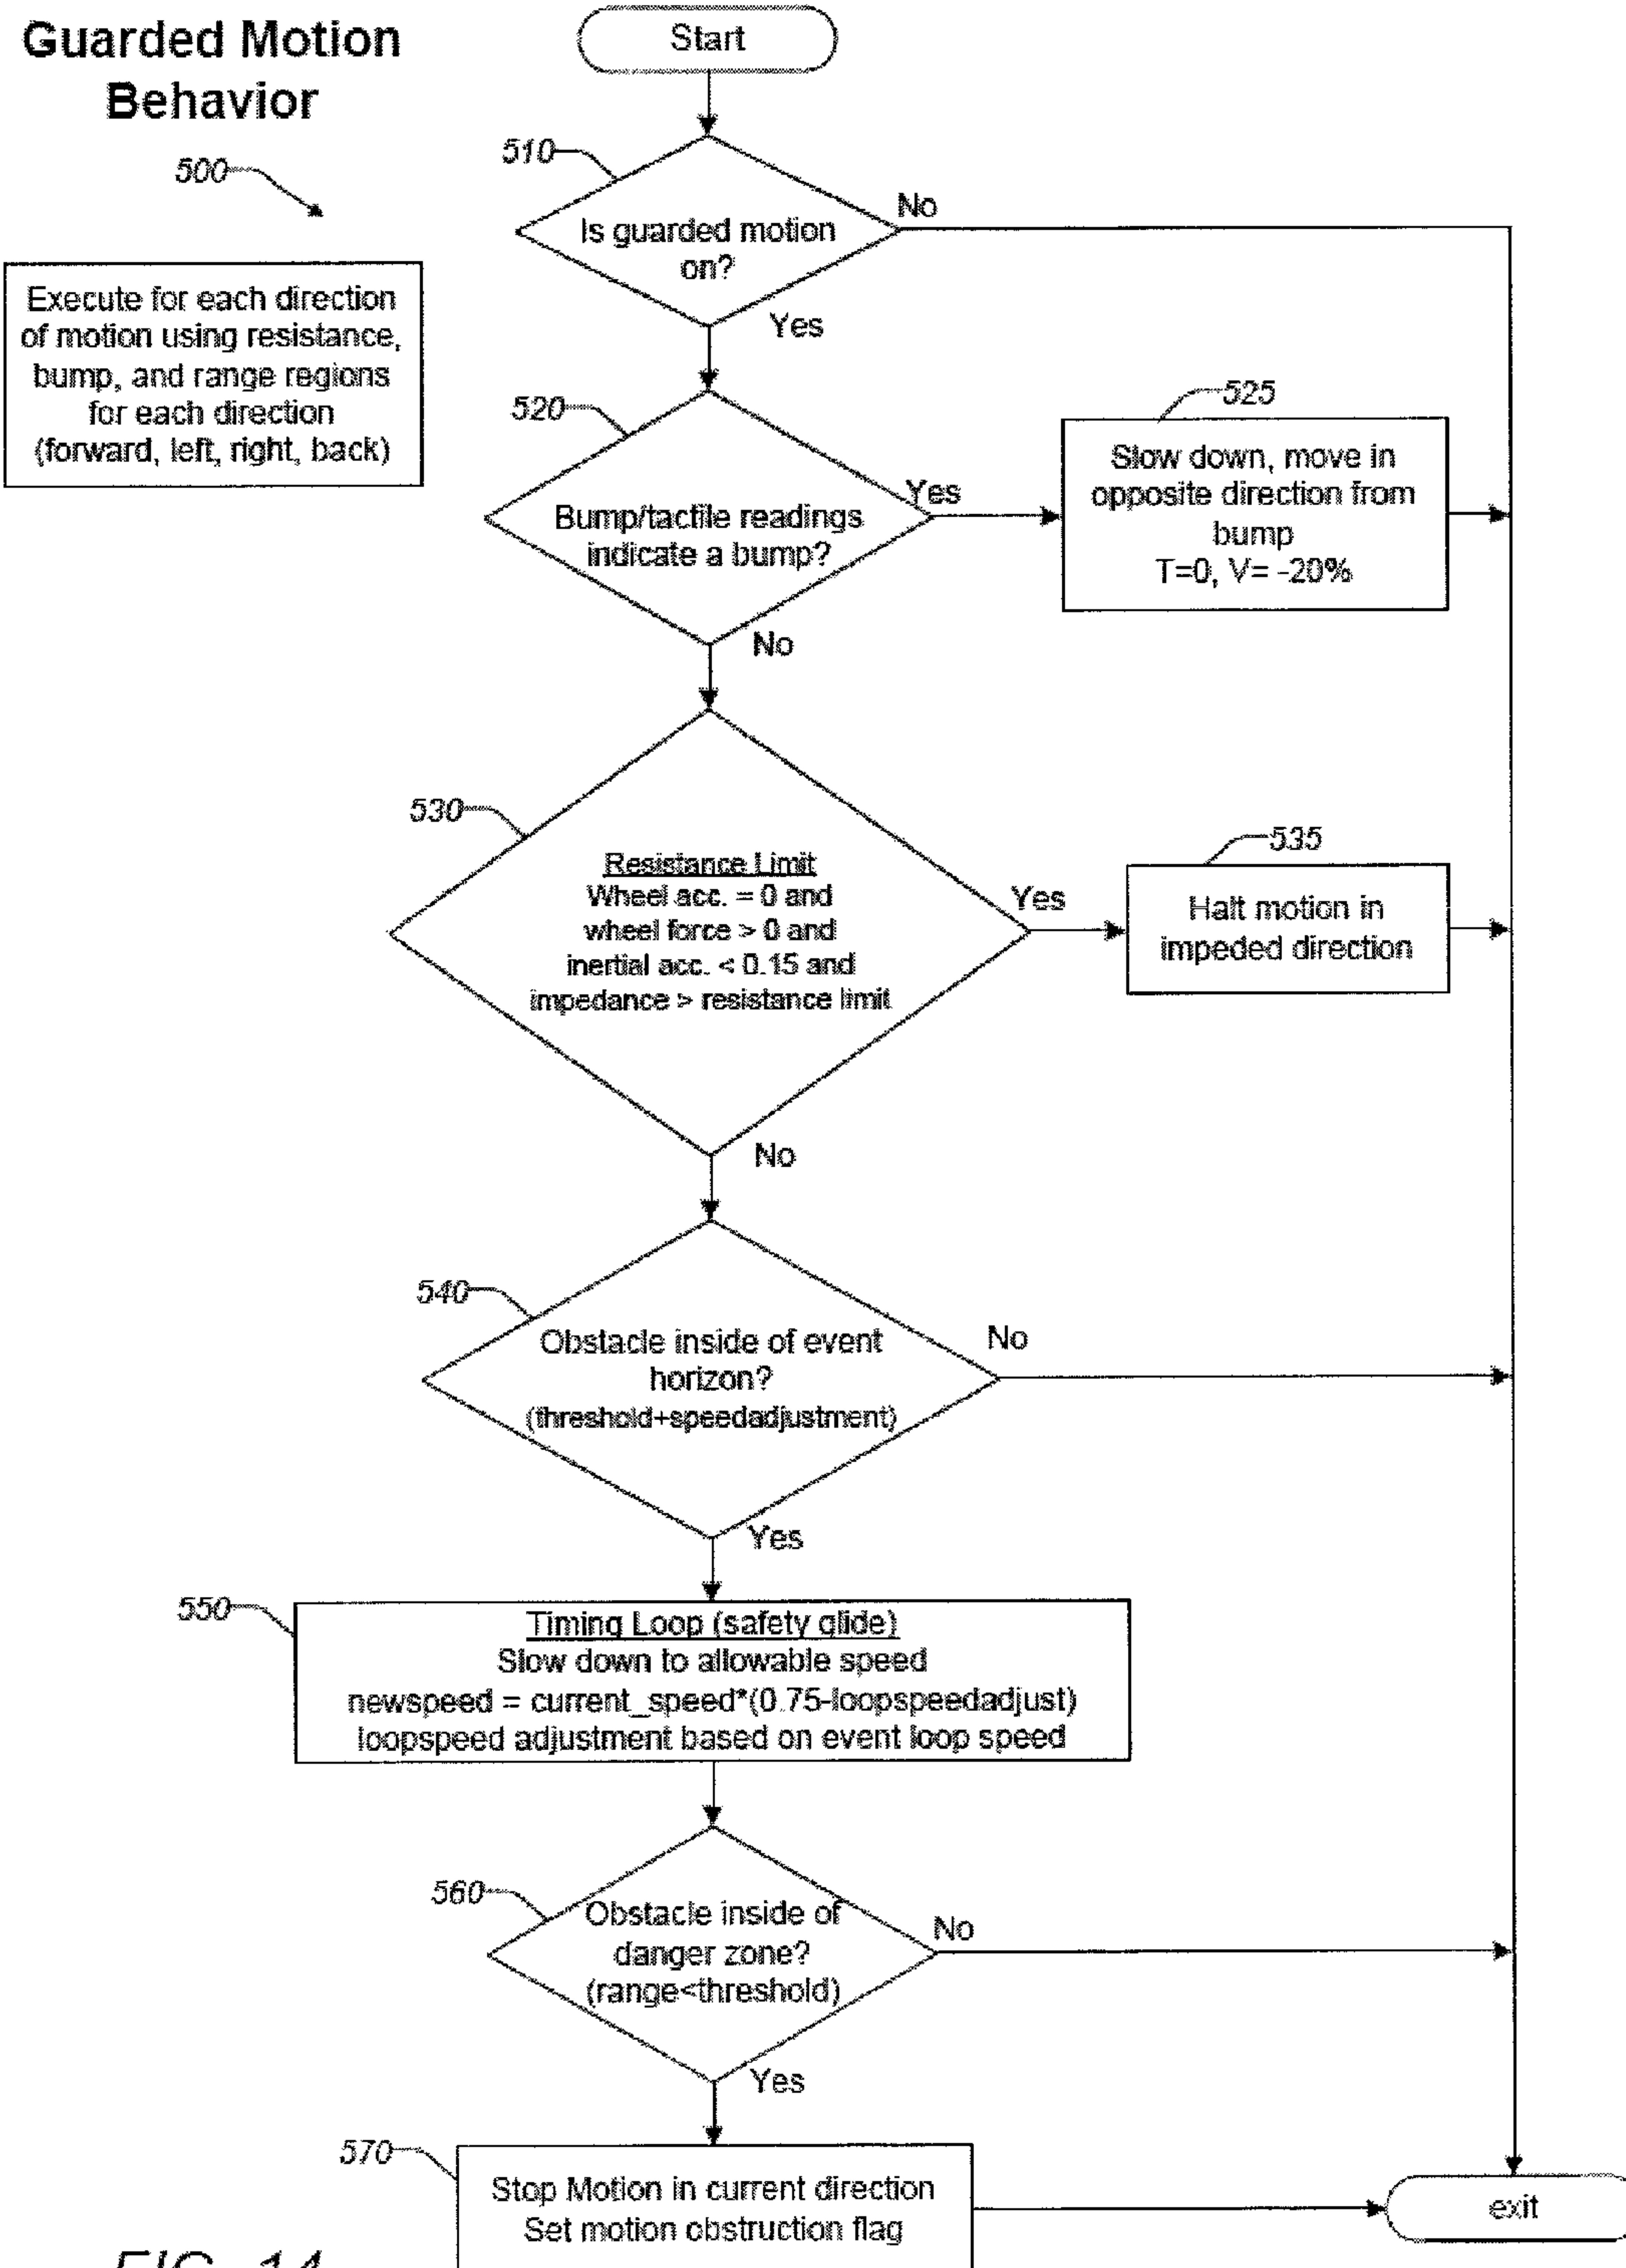 Guarded Motion
Behavior
500
Execute for each direction
of motion using resistance,
bump, and range regions
for each direction
(forward, left, right, back)
Start
510
Is guarded motion
on?
No
Yes
520
Bump/tactile readings
indicate a bump?
Yes
525
Slow down, move in
opposite direction from
bump
T=0, V= -20%
No
530
Resistance Limit
Wheel acc. = 0 and
wheel force > 0 and
inertial acc. < 0.15 and
impedance > resistance limit
Yes
535
Halt motion in
impeded direction
No
540
Obstacle inside of event
horizon?
(threshold+speedadjustment)
No
Yes
550
Timing Loop (safety glide)
Slow down to allowable speed
newspeed = current_speed*(0.75-loopspeedadjust)
loopspeed adjustment based on event loop speed
560
Obstacle inside of
danger zone?
(range<threshold)
No
Yes
570
Stop Motion in current direction
Set motion obstruction flag
exit
FIG. 14